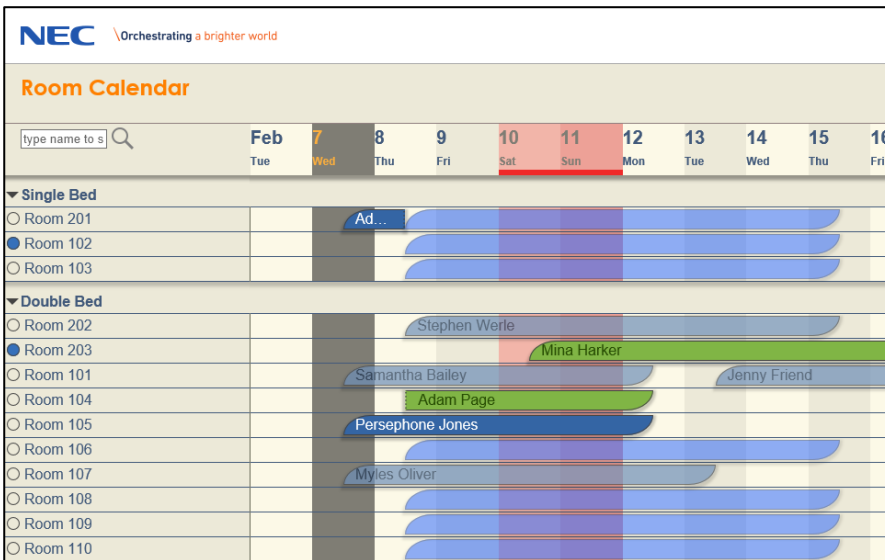 NEC \Orchestrating a brighter world
Room Calendar
type name to s
Feb 7 8 9 10 11 12 13 14 15 16
Tue Wed Thu Fri Sat Sun Mon Tue Wed Thu Fri
Single Bed
Room 201 Ad...
Room 102
Room 103
Double Bed
Room 202 Stephen Werle
Room 203 Mina Harker
Room 101 Samantha Bailey Jenny Friend
Room 104 Adam Page
Room 105 Persephone Jones
Room 106
Room 107 Myles Oliver
Room 108
Room 109
Room 110